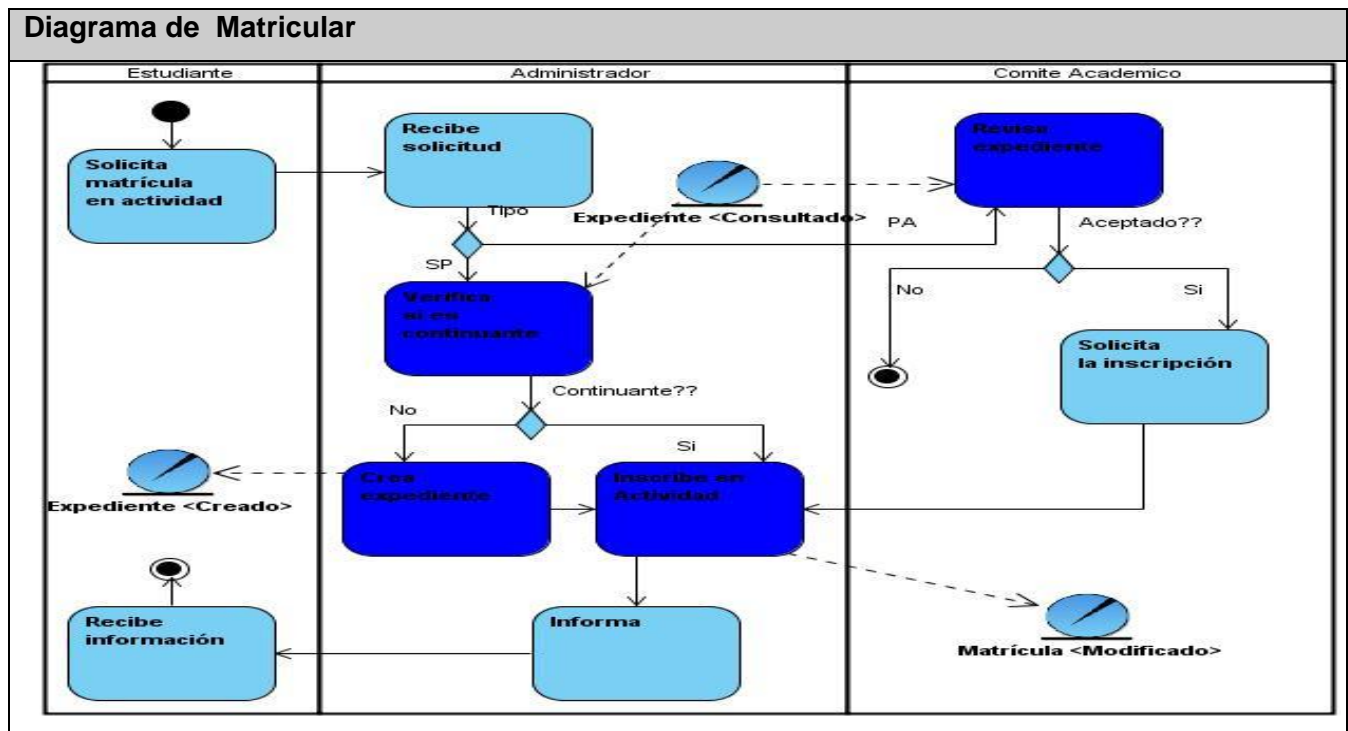 Diagrama de Matricular
Estudiante
Administrador
Comite Academico
Solicita
matrícula
en actividad
Recibe
solicitud
Revisa
expediente
Expediente <Consultado>
Tipo
PA
SP
Aceptado??
No
Si
Verifica
si es
continuante
Solicita
la inscripción
Continuante??
No
Si
Expediente <Creado>
Crea
expediente
Inscribe en
Actividad
Recibe
información
Informa
Matrícula <Modificado>